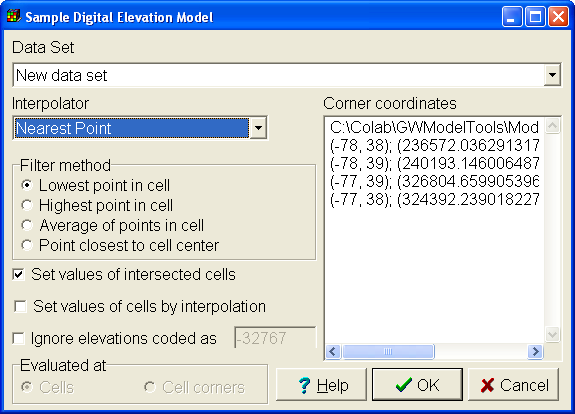 Sample Digital Elevation Model
Data Set
New data set
Interpolator
Nearest Point
Filter method
Lowest point in cell
Highest point in cell
Average of points in cell
Point closest to cell center
Set values of intersected cells
Set values of cells by interpolation
Ignore elevations coded as -32767
Evaluated at
Cells Cell corners
Corner coordinates
C:\Colab\GWModelTools\Mod
(-78, 38); (236572.036291317
(-78, 39); (240193.146006487
(-77, 39); (326804.659905396
(-77, 38); (324392.239018227
? Help OK Cancel